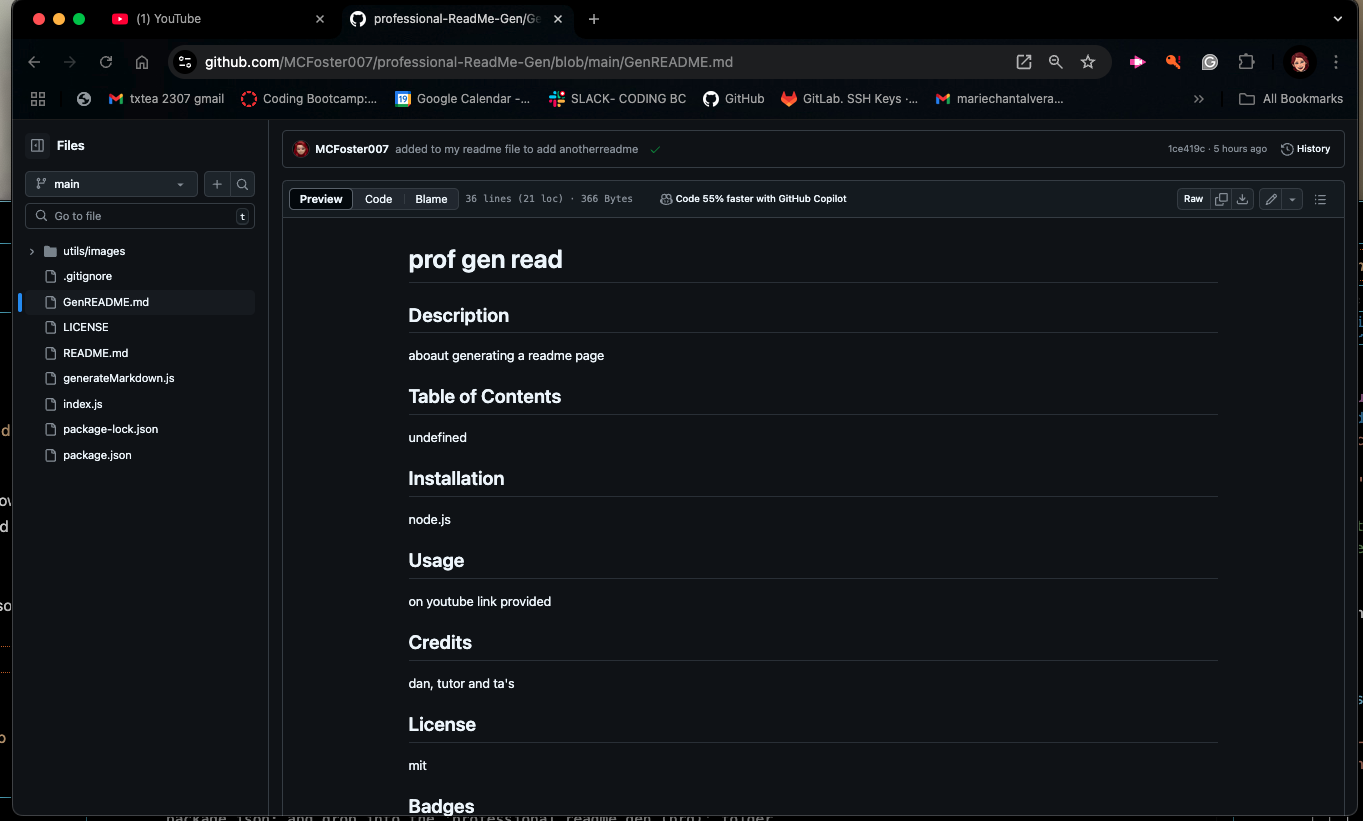 (1) YouTube
professional-ReadMe-Gen/Ge
github.com/MCFoster007/professional-ReadMe-Gen/blob/main/GenREADME.md
txtea 2307 gmail
Coding Bootcamp:...
19
Google Calendar -...
SLACK- CODING BC
GitHub
GitLab. SSH Keys ·...
mariechantalvera...
All Bookmarks
Files
MCFoster007 added to my readme file to add anotherreadme
1ce419c · 5 hours ago
History
main
Preview
Code
Blame
36 lines (21 loc) · 366 Bytes
Code 55% faster with GitHub Copilot
Raw
Go to file
t
utils/images
.gitignore
GenREADME.md
LICENSE
README.md
generateMarkdown.js
index.js
package-lock.json
package.json
prof gen read
Description
aboaut generating a readme page
Table of Contents
undefined
Installation
node.js
Usage
on youtube link provided
Credits
dan, tutor and ta's
License
mit
Badges